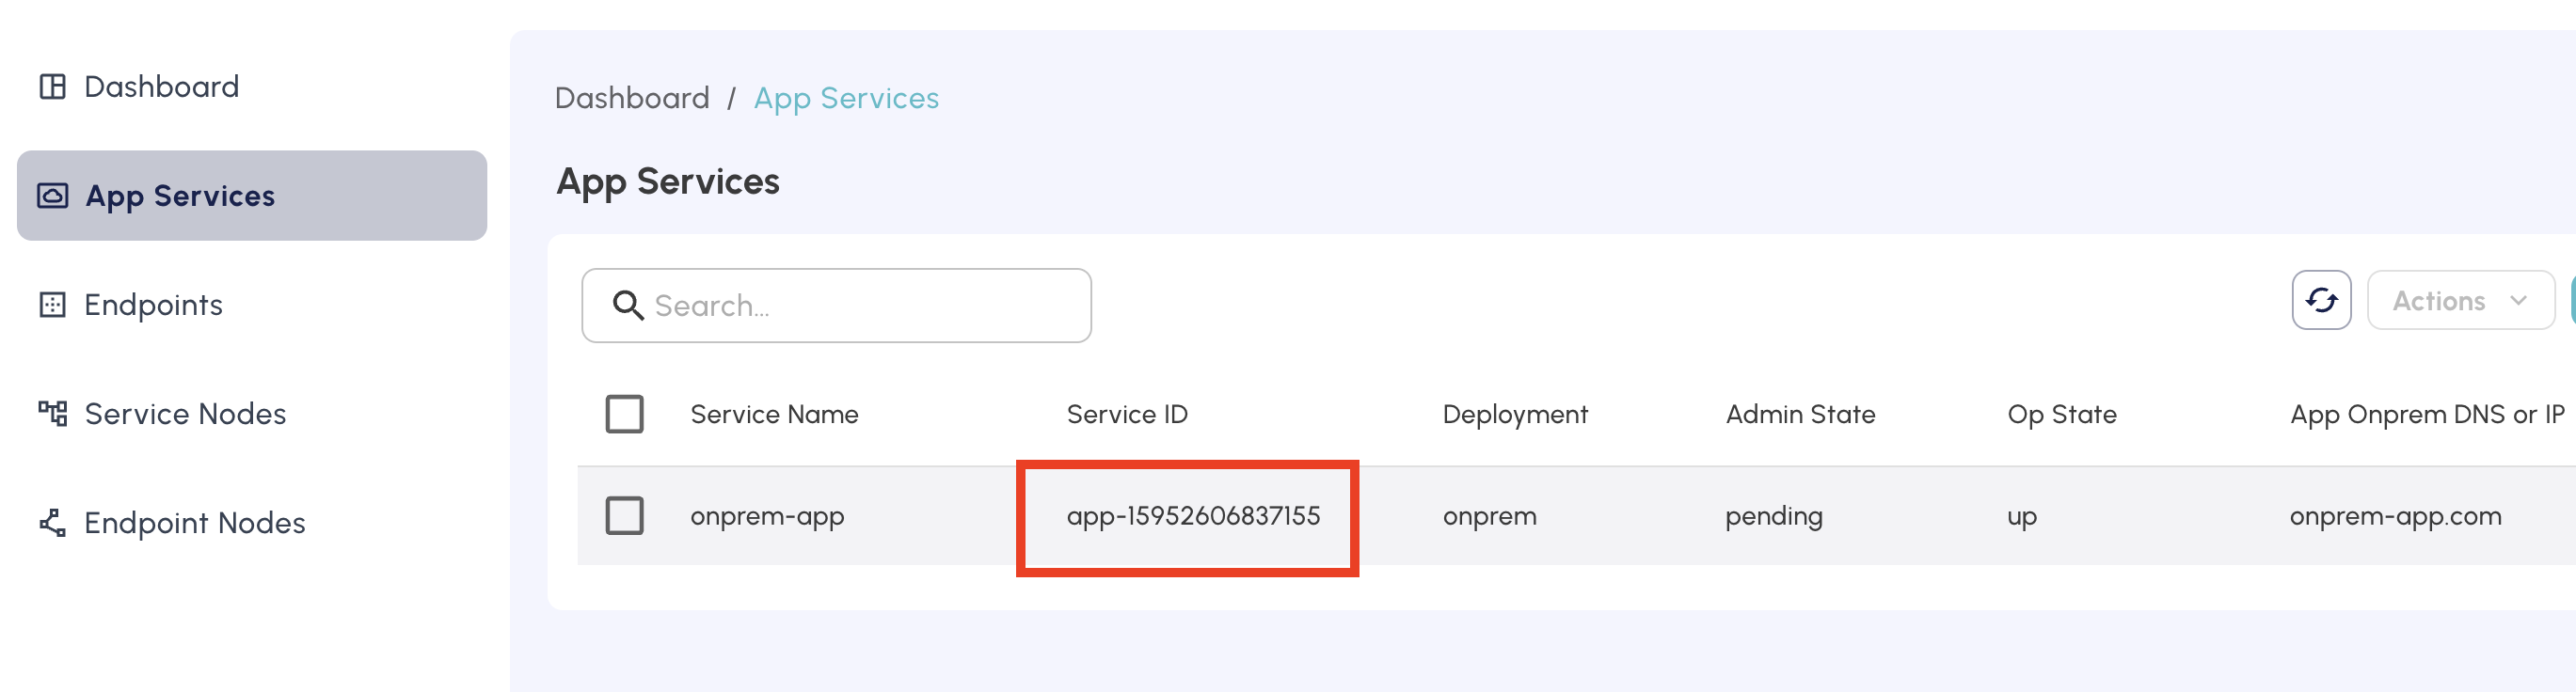 Dashboard
App Services
Endpoints
Service Nodes
Endpoint Nodes
Dashboard / App Services
App Services
Search...
Actions
Service Name Service ID Deployment Admin State Op State App Onprem DNS or IP
onprem-app app-15952606837155 onprem pending up onprem-app.com